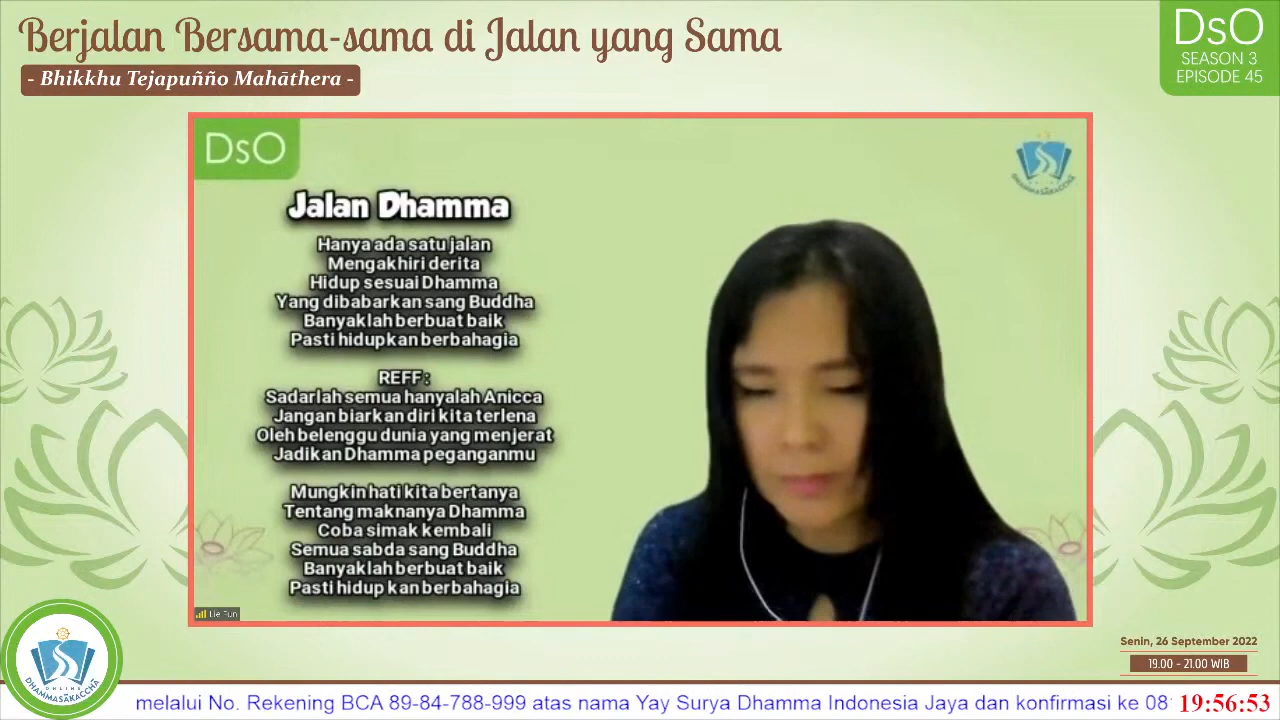 Berjalan Bersama-sama di Jalan yang Sama
- Bhikkhu Tejapuñño Mahāthera -
DsO
SEASON 3
EPISODE 45
DsO
DHAMMASĀKACCHĀ
Jalan Dhamma
Hanya ada satu jalan
Mengakhiri derita
Hidup sesuai Dhamma
Yang dibabarkan sang Buddha
Banyaklah berbuat baik
Pasti hidupkan berbahagia
REFF :
Sadarlah semua hanyalah Anicca
Jangan biarkan diri kita terlena
Oleh belenggu dunia yang menjerat
Jadikan Dhamma peganganmu
Mungkin hati kita bertanya
Tentang maknanya Dhamma
Coba simak kembali
Semua sabda sang Buddha
Banyaklah berbuat baik
Pasti hidup kan berbahagia
Lie Fun
Senin, 26 September 2022
19.00 - 21.00 WIB
ONLINE
DHAMMASĀKACCHĀ
melalui No. Rekening BCA 89-84-788-999 atas nama Yay Surya Dhamma Indonesia Jaya dan konfirmasi ke 08
19:56:53